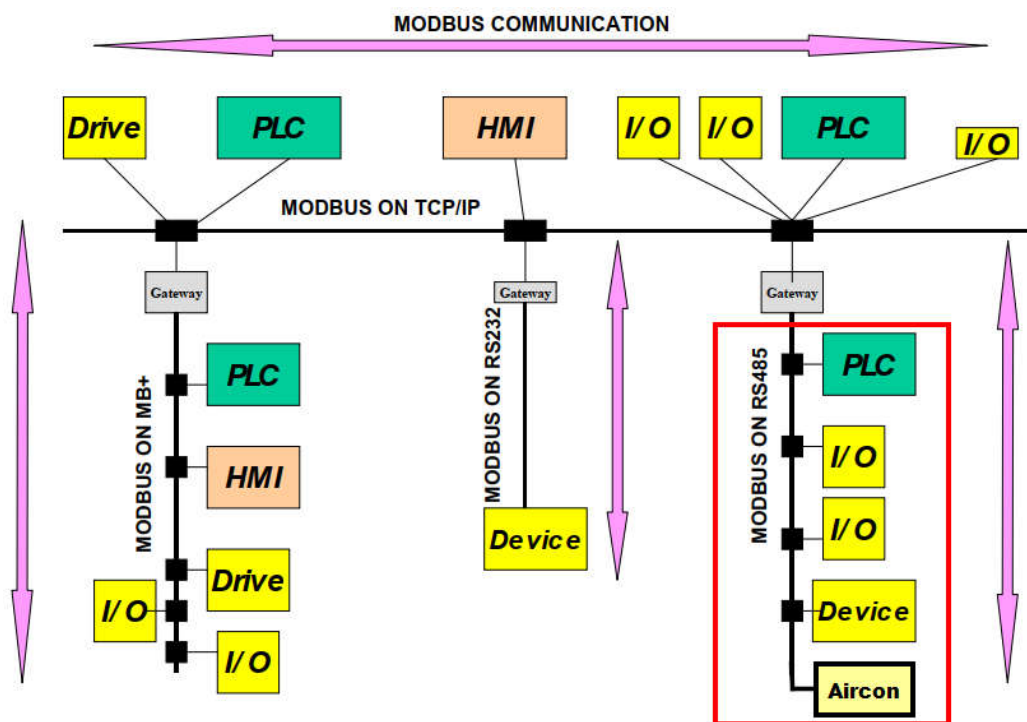 MODBUS COMMUNICATION
Drive
PLC
HMI
I/O
I/O
PLC
I/O
MODBUS ON TCP/IP
Gateway
Gateway
Gateway
MODBUS ON MB+
PLC
HMI
Drive
I/O
I/O
MODBUS ON RS232
Device
MODBUS ON RS485
PLC
I/O
I/O
Device
Aircon